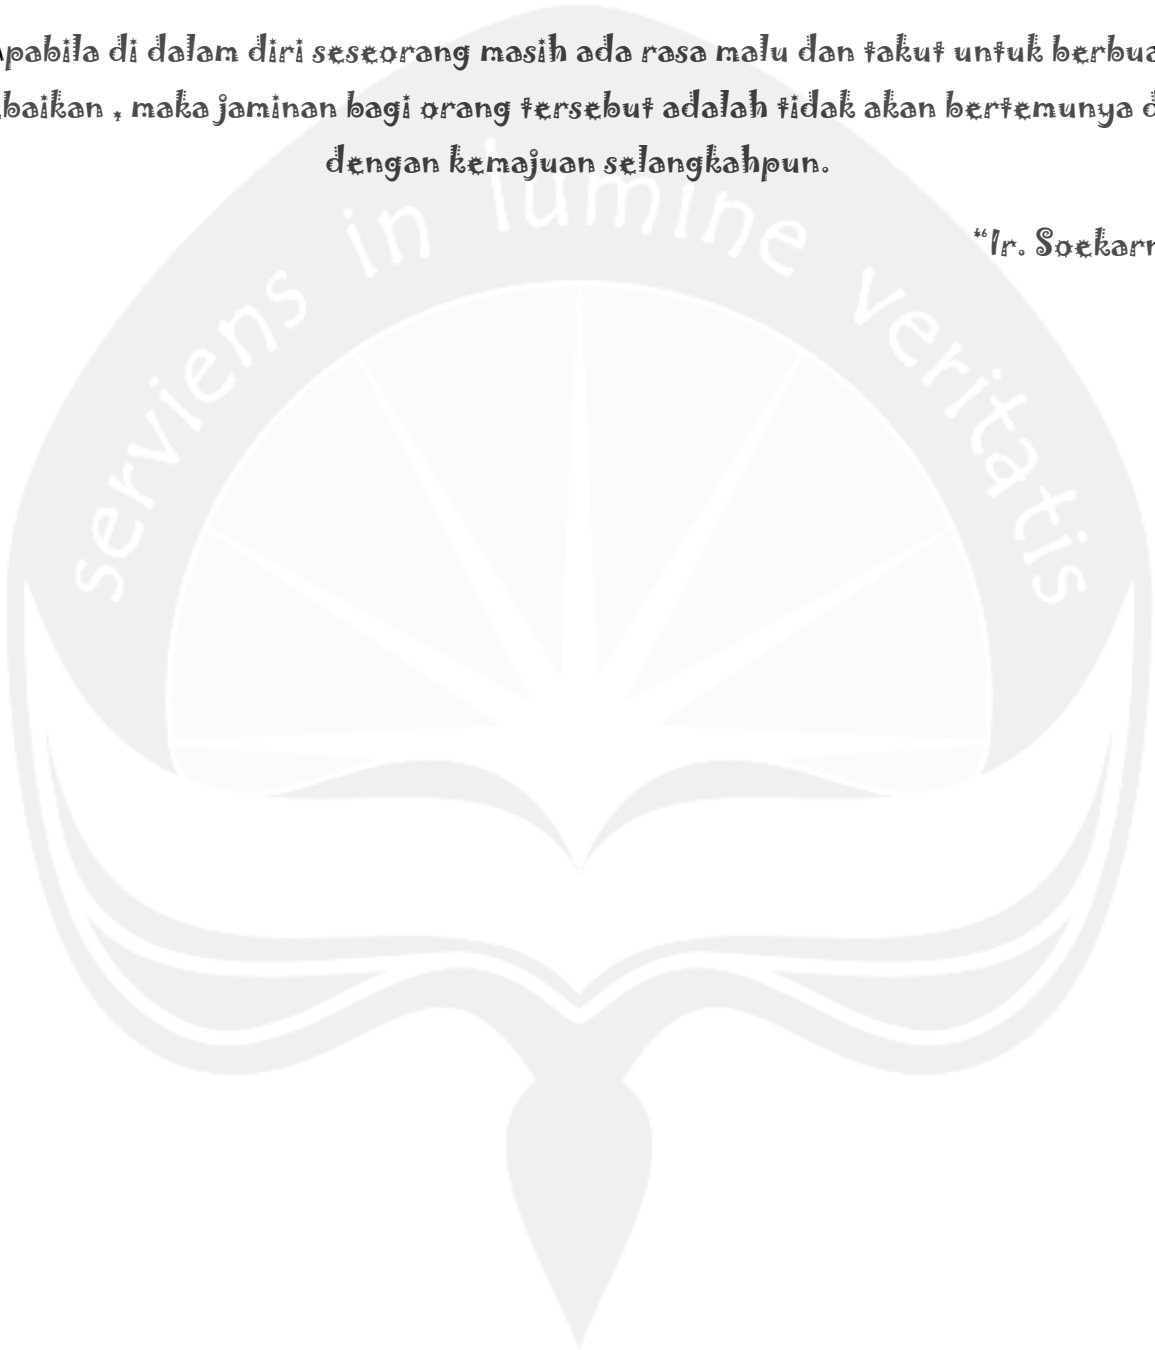 pabila di dalam diri seseorang masih ada rasa malu dan takut untuk berbua
baikan , maka jaminan bagi orang tersebut adalah tidak akan bertemunya d
dengan kemajuan selangkahpun.
“Ir. Soekarn
serviens in lumine veritatis